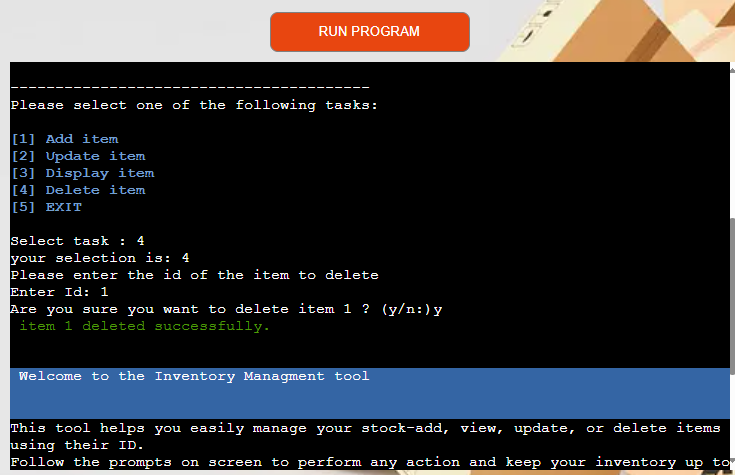 RUN PROGRAM
----------------------------------------
Please select one of the following tasks:
[1] Add item
[2] Update item
[3] Display item
[4] Delete item
[5] EXIT
Select task : 4
your selection is: 4
Please enter the id of the item to delete
Enter Id: 1
Are you sure you want to delete item 1 ? (y/n:)y
item 1 deleted successfully.
Welcome to the Inventory Managment tool
This tool helps you easily manage your stock-add, view, update, or delete items
using their ID.
Follow the prompts on screen to perform any action and keep your inventory up to